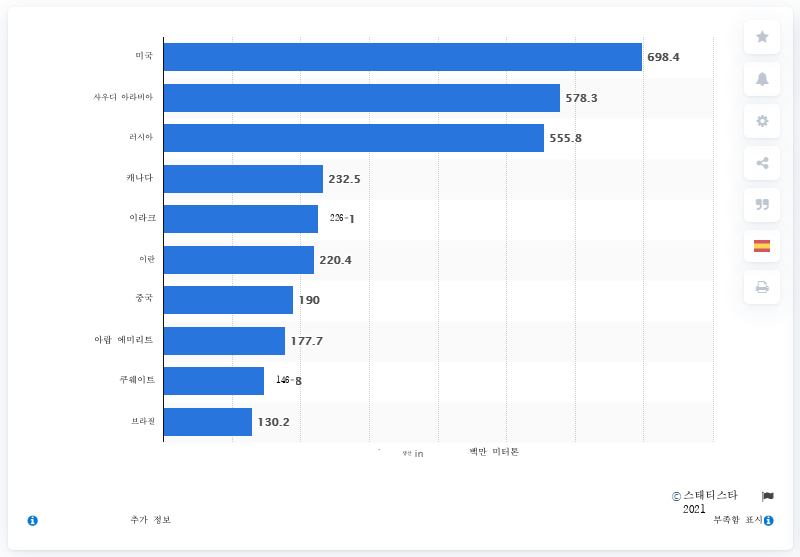 미국 698.4
사우디 아라비아 578.3
러시아 555.8
캐나다 232.5
이라크 226-1
이란 220.4
중국 190
아랍 에미리트 177.7
쿠웨이트 146-8
브라질 130.2
생산 in 백만 미터톤
© 스태티스타
2021
추가 정보 부족함 표시